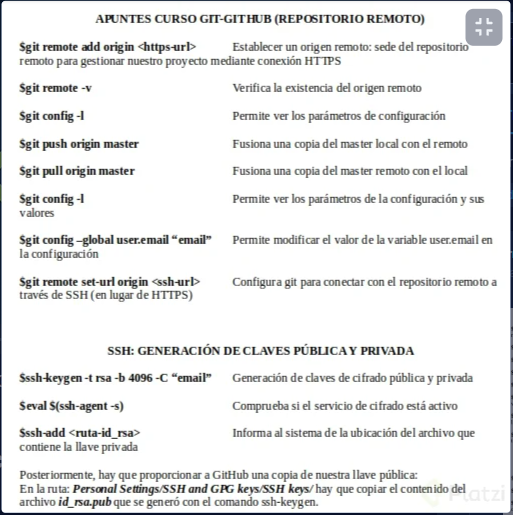 APUNTES CURSO GIT-GITHUB (REPOSITORIO REMOTO)
$git remote add origin <https-url> Establecer un origen remoto: sede del repositorio
remoto para gestionar nuestro proyecto mediante conexión HTTPS
$git remote -v Verifica la existencia del origen remoto
$git config -l Permite ver los parámetros de configuración
$git push origin master Fusiona una copia del master local con el remoto
$git pull origin master Fusiona una copia del master remoto con el local
$git config -l Permite ver los parámetros de la configuración y sus
valores
$git config –global user.email “email” Permite modificar el valor de la variable user.email en
la configuración
$git remote set-url origin <ssh-url> Configura git para conectar con el repositorio remoto a
través de SSH (en lugar de HTTPS)
SSH: GENERACIÓN DE CLAVES PÚBLICA Y PRIVADA
$ssh-keygen -t rsa -b 4096 -C “email” Generación de claves de cifrado pública y privada
$eval $(ssh-agent -s) Comprueba si el servicio de cifrado está activo
$ssh-add <ruta-id_rsa> Informa al sistema de la ubicación del archivo que
contiene la llave privada
Posteriormente, hay que proporcionar a GitHub una copia de nuestra llave pública:
En la ruta: Personal Settings/SSH and GPG keys/SSH keys/ hay que copiar el contenido del
archivo id_rsa.pub que se generó con el comando ssh-keygen.
Platzi